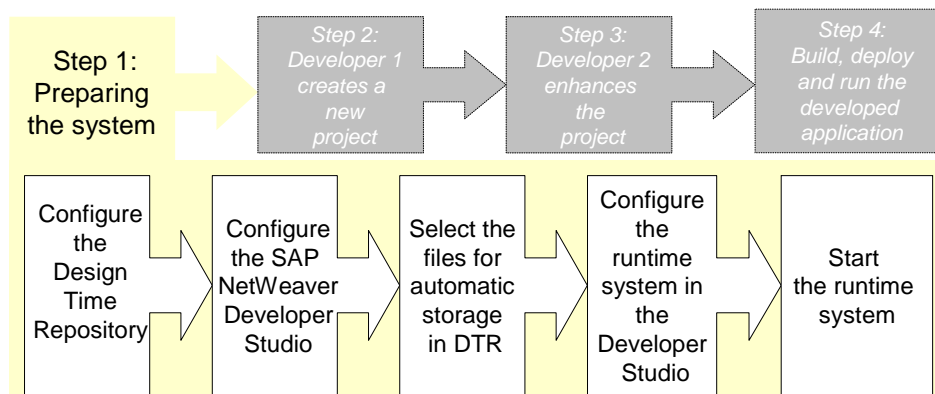 Step 1:
Preparing
the system
Step 2:
Developer 1
creates a
new
project
Step 3:
Developer 2
enhances
the
project
Step 4:
Build, deploy
and run the
developed
application
Configure
the
Design
Time
Repository
Configure
the SAP
NetWeaver
Developer
Studio
Select the
files for
automatic
storage
in DTR
Configure
the
runtime
system in
the
Developer
Studio
Start
the runtime
system